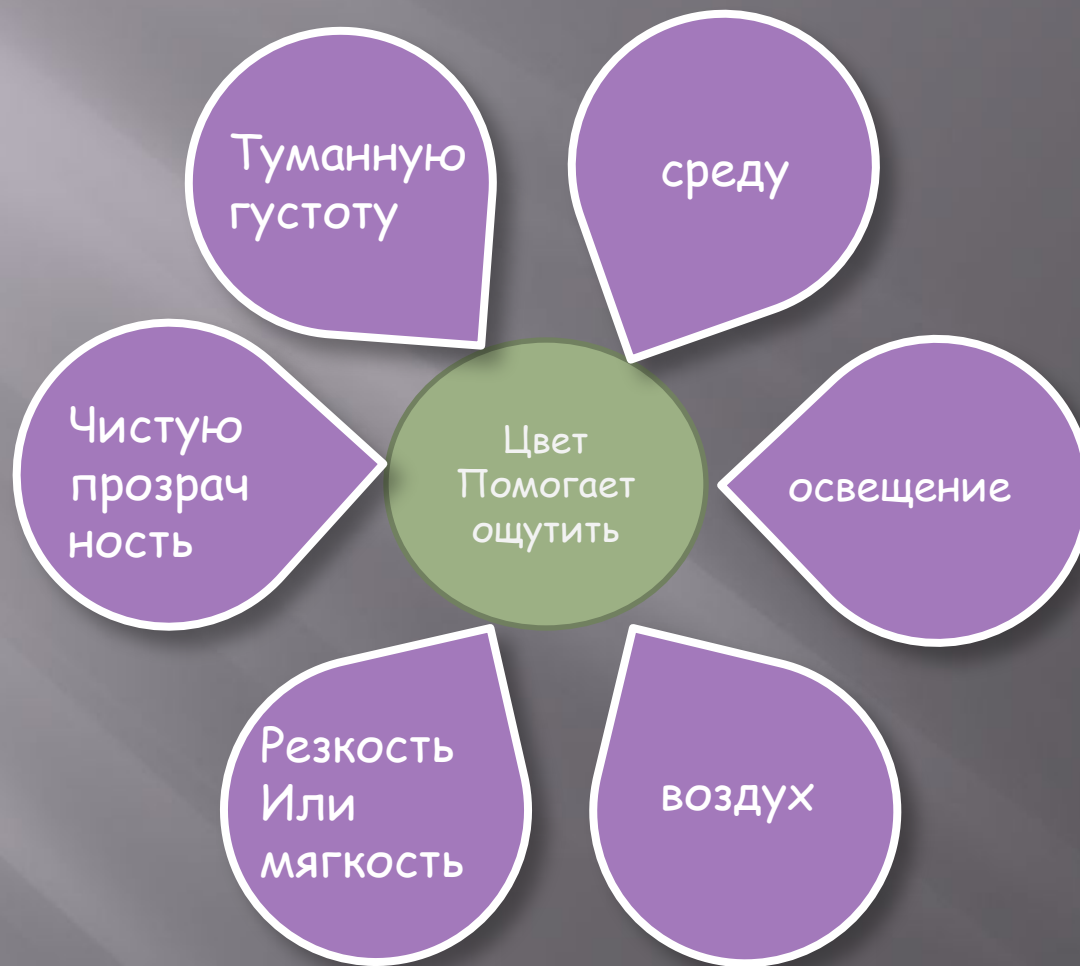 Туманную
густоту
среду
Чистую
прозрач
ность
Цвет
Помогает
ощутить
освещение
Резкость
Или
мягкость
воздух